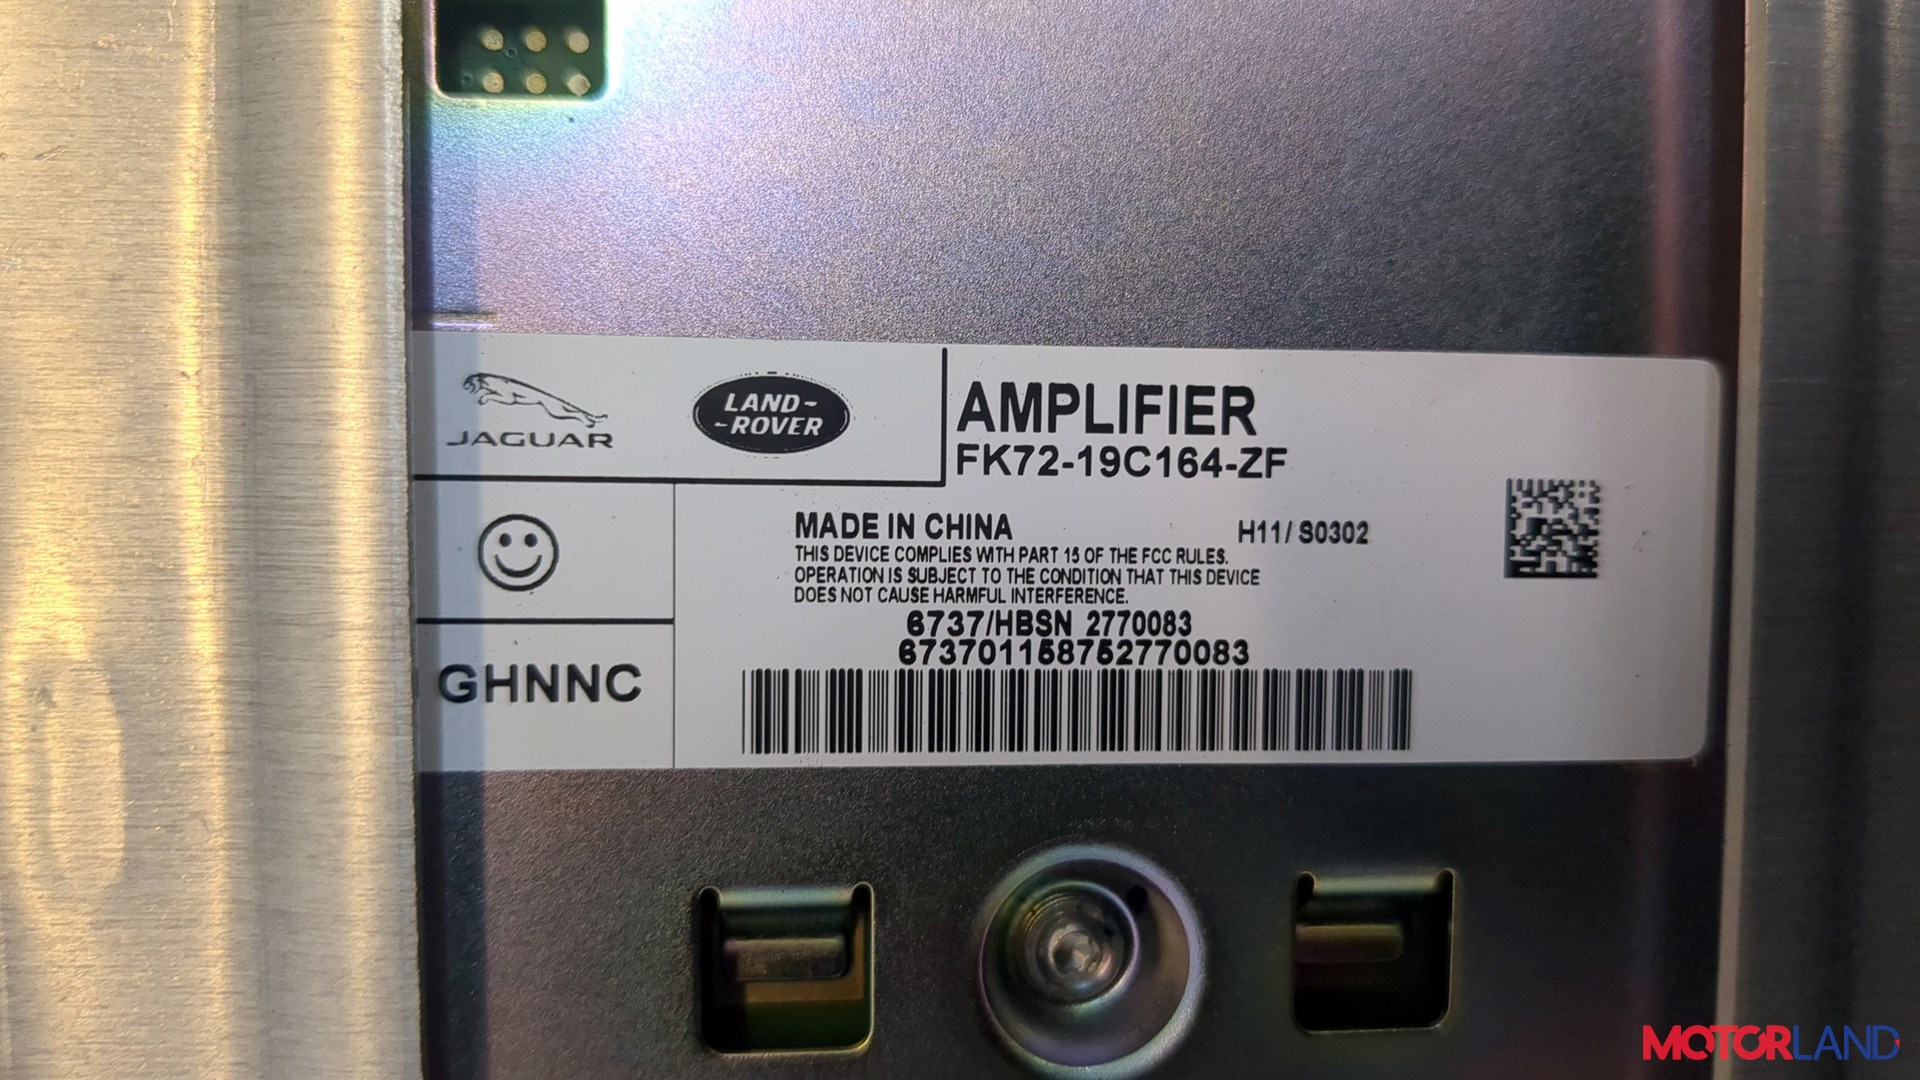 JAGUAR
LAND-
-ROVER
AMPLIFIER
FK72-19C164-ZF
MADE IN CHINA
H11/ S0302
THIS DEVICE COMPLIES WITH PART 15 OF THE FCC RULES.
OPERATION IS SUBJECT TO THE CONDITION THAT THIS DEVICE
DOES NOT CAUSE HARMFUL INTERFERENCE.
6737/HBSN 2770083
673701158752770083
GHNNC
MOTORLAND